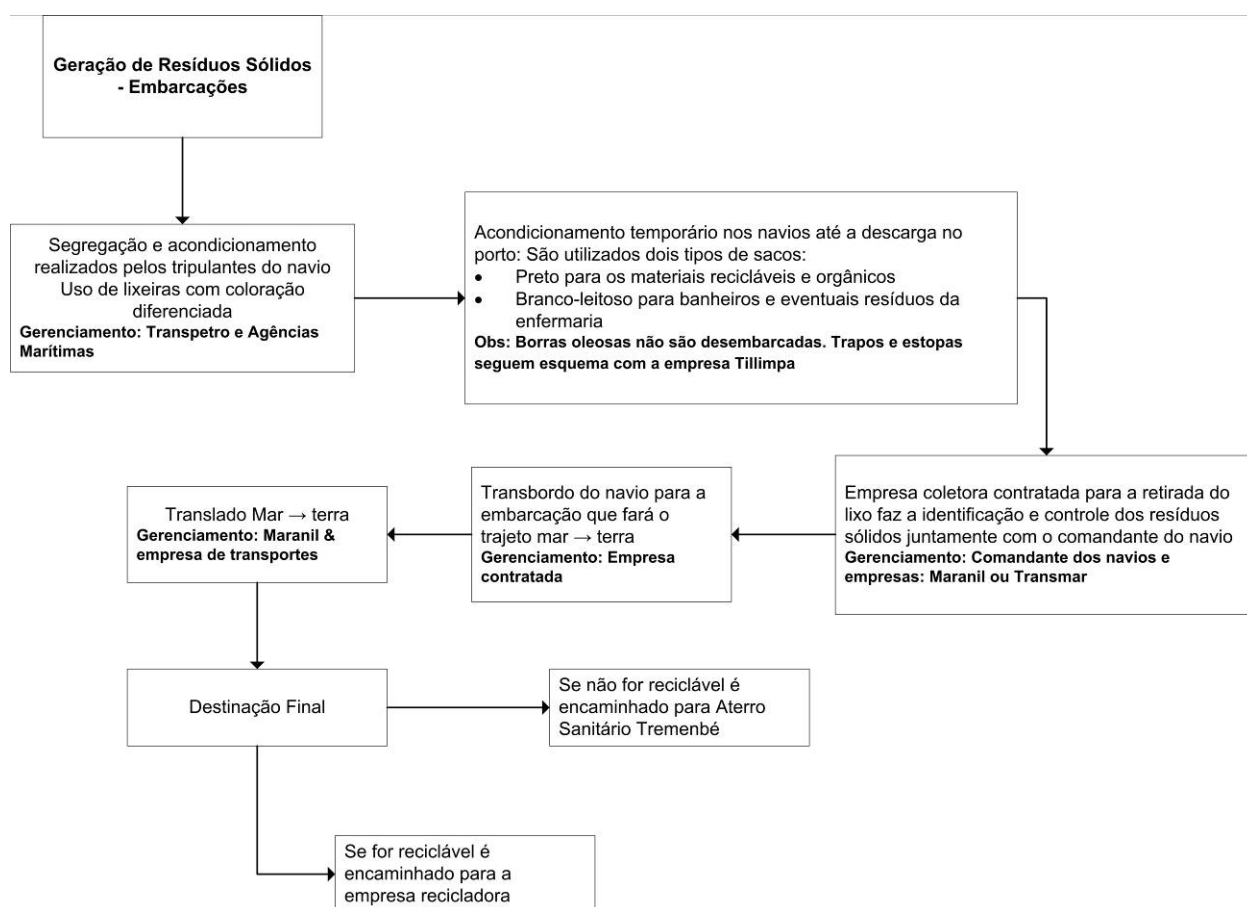 Geração de Resíduos Sólidos
- Embarcações
Segregação e acondicionamento
realizados pelos tripulantes do navio
Uso de lixeiras com coloração
diferenciada
Gerenciamento: Transpetro e Agências
Marítimas
Acondicionamento temporário nos navios até a descarga no
porto: São utilizados dois tipos de sacos:
• Preto para os materiais recicláveis e orgânicos
• Branco-leitoso para banheiros e eventuais resíduos da
enfermaria
Obs: Borras oleosas não são desembarcadas. Trapos e estopas
seguem esquema com a empresa Tillimpa
Empresa coletora contratada para a retirada do
lixo faz a identificação e controle dos resíduos
sólidos juntamente com o comandante do navio
Gerenciamento: Comandante dos navios e
empresas: Maranil ou Transmar
Transbordo do navio para a
embarcação que fará o
trajeto mar → terra
Gerenciamento: Empresa
contratada
Translado Mar → terra
Gerenciamento: Maranil &
empresa de transportes
Destinação Final
Se não for reciclável é
encaminhado para Aterro
Sanitário Tremenbé
Se for reciclável é
encaminhado para a
empresa recicladora